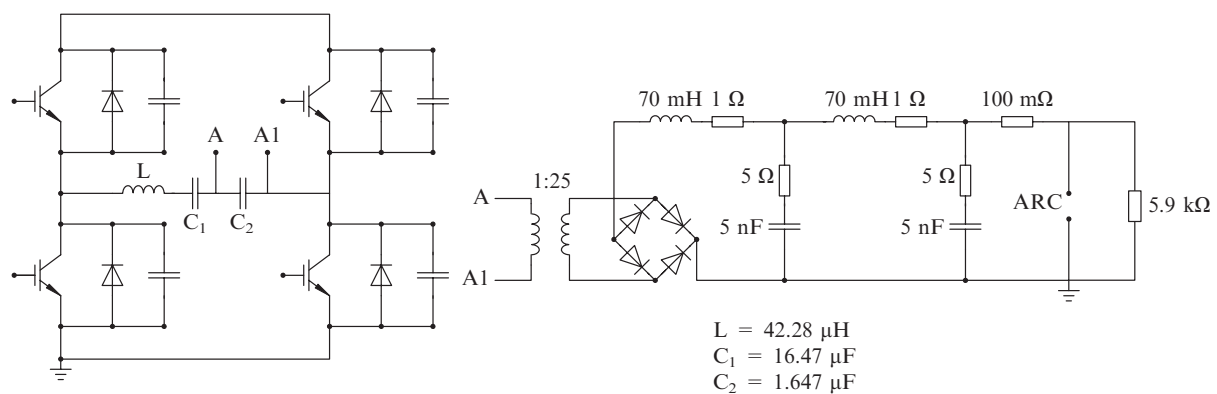 L
C₁
A
C₂
A1
A
A1
1:25
70 mH 1 Ω
70 mH 1 Ω
100 mΩ
5 Ω
5 nF
5 Ω
5 nF
ARC
5.9 kΩ
L = 42.28 μH
C₁ = 16.47 μF
C₂ = 1.647 μF